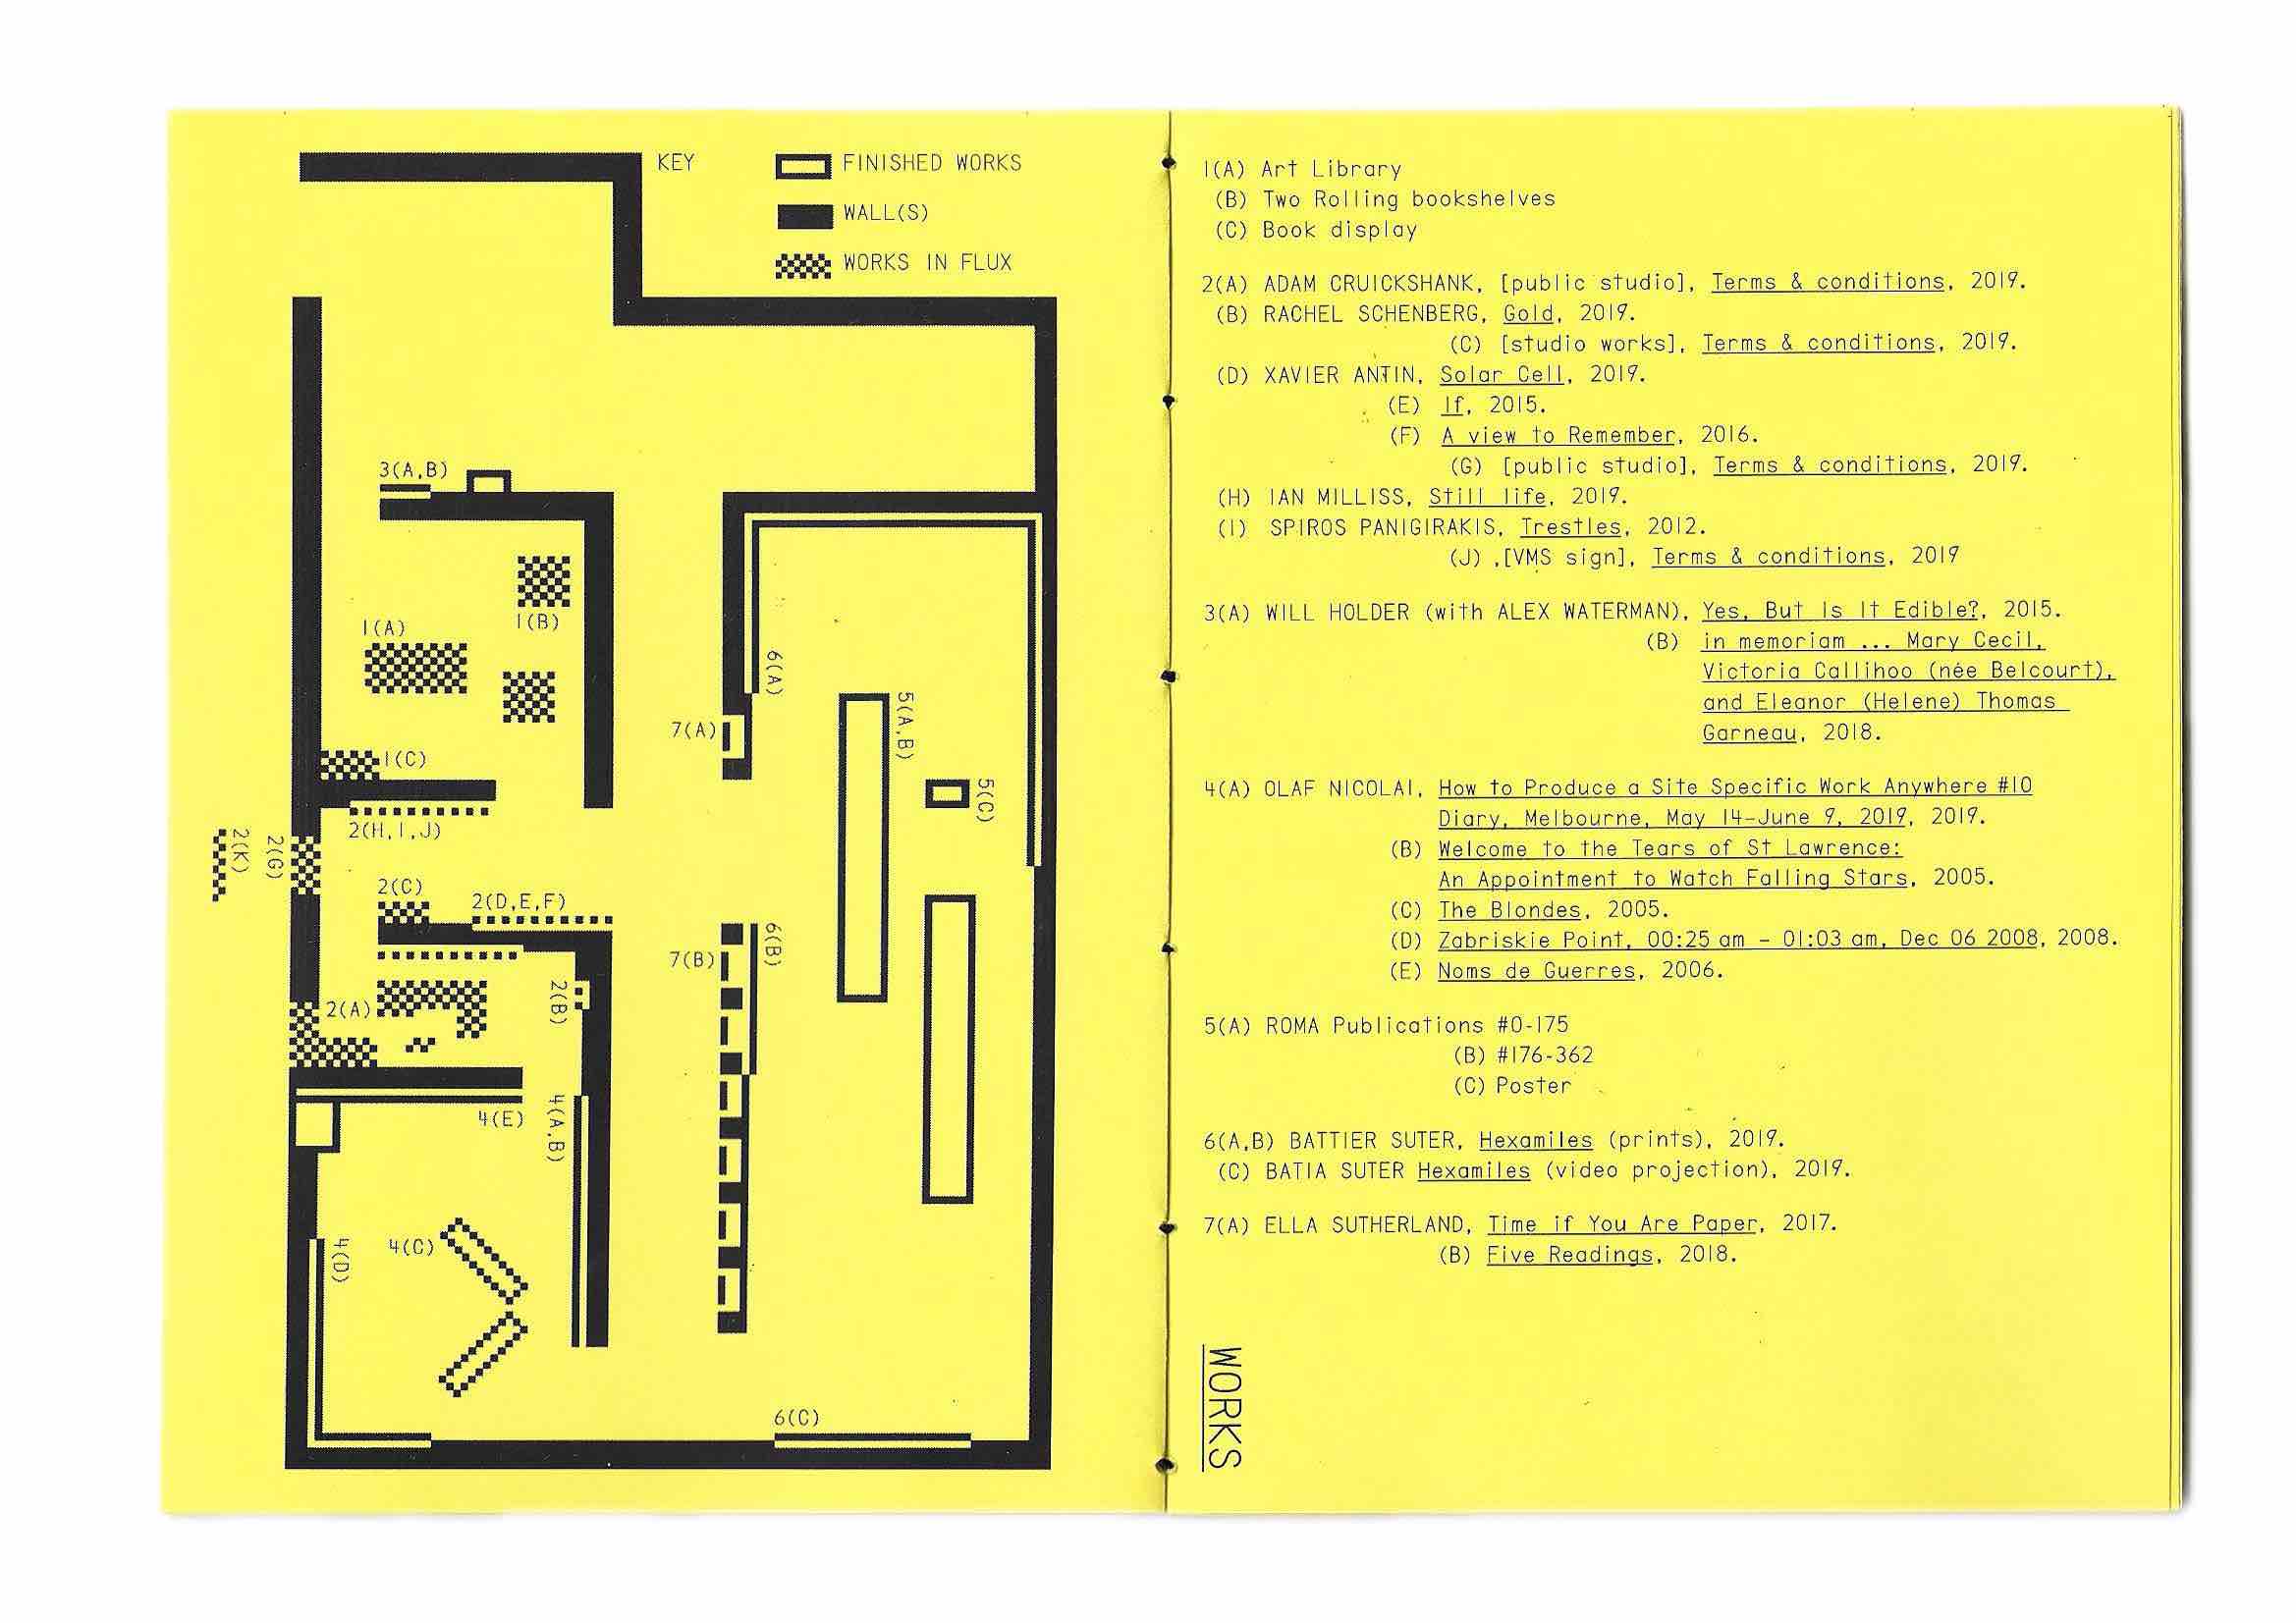 KEY
FINISHED WORKS
WALL(S)
WORKS IN FLUX
3(A,B)
1(B)
1(A)
6(A)
5(A,B)
7(A)
1(C)
5(C)
2(H,I,J)
2(K)
2(G)
2(C)
2(D,E,F)
6(B)
7(B)
2(B)
2(A)
4(E)
4(A,B)
4(D)
4(C)
6(C)
1(A) Art Library
(B) Two Rolling bookshelves
(C) Book display
2(A) ADAM CRUICKSHANK, [public studio], Terms & conditions, 2019.
(B) RACHEL SCHENBERG, Gold, 2019.
(C) [studio works], Terms & conditions, 2019.
(D) XAVIER ANTIN, Solar Cell, 2019.
(E) If, 2015.
(F) A view to Remember, 2016.
(G) [public studio], Terms & conditions, 2019.
(H) IAN MILLISS, Still life, 2019.
(I) SPIROS PANIGIRAKIS, Trestles, 2012.
(J) ,[VMS sign], Terms & conditions, 2019
3(A) WILL HOLDER (with ALEX WATERMAN), Yes, But Is It Edible?, 2015.
(B) in memoriam ... Mary Cecil,
Victoria Callihoo (née Belcourt),
and Eleanor (Helene) Thomas
Garneau, 2018.
4(A) OLAF NICOLAI, How to Produce a Site Specific Work Anywhere #10
Diary, Melbourne, May 14-June 9, 2019, 2019.
(B) Welcome to the Tears of St Lawrence:
An Appointment to Watch Falling Stars, 2005.
(C) The Blondes, 2005.
(D) Zabriskie Point, 00:25 am - 01:03 am, Dec 06 2008, 2008.
(E) Noms de Guerres, 2006.
5(A) ROMA Publications #0-175
(B) #176-362
(C) Poster
6(A,B) BATTIER SUTER, Hexamiles (prints), 2019.
(C) BATIA SUTER Hexamiles (video projection), 2019.
7(A) ELLA SUTHERLAND, Time if You Are Paper, 2017.
(B) Five Readings, 2018.
WORKS